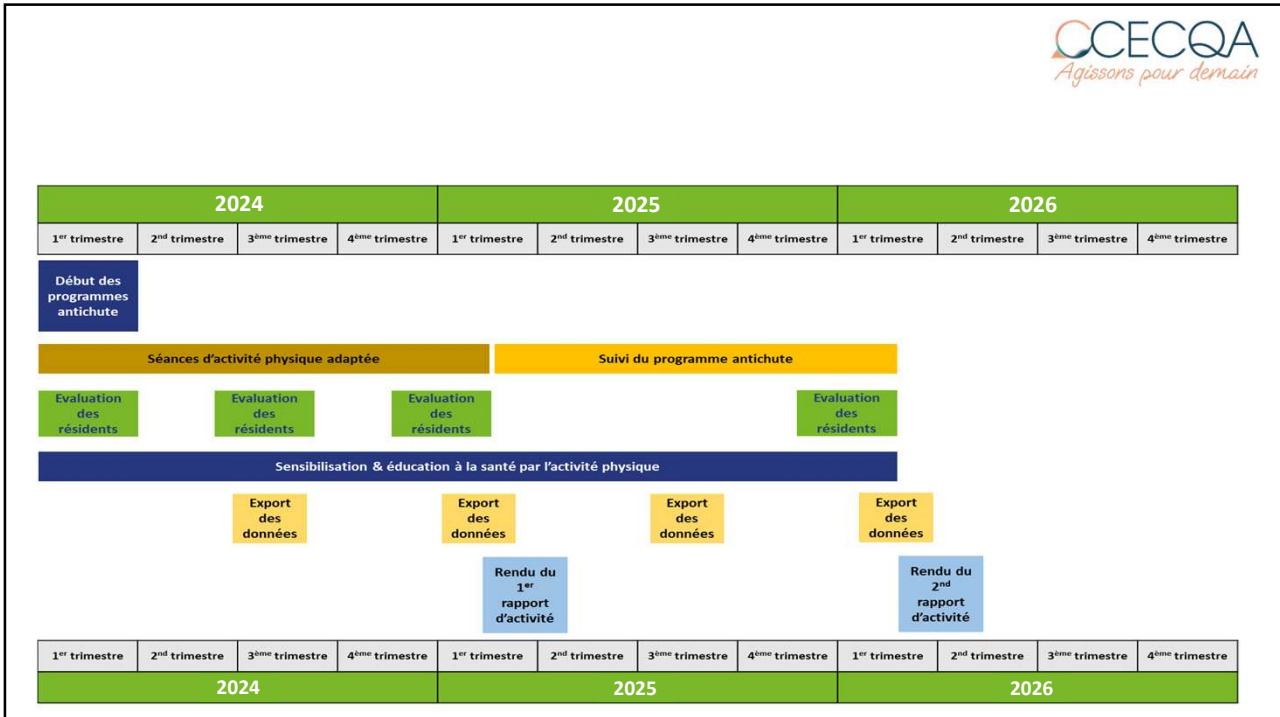 CCECQA
Agissons pour demain
2024 2025 2026
1er trimestre 2nd trimestre 3ème trimestre 4ème trimestre 1er trimestre 2nd trimestre 3ème trimestre 4ème trimestre 1er trimestre 2nd trimestre 3ème trimestre 4ème trimestre
Début des
programmes
antichute
Séances d'activité physique adaptée Suivi du programme antichute
Evaluation
des
résidents
Evaluation
des
résidents
Evaluation
des
résidents
Evaluation
des
résidents
Sensibilisation & éducation à la santé par l'activité physique
Export
des
données
Export
des
données
Export
des
données
Export
des
données
Rendu du
1er
rapport
d'activité
Rendu du
2nd
rapport
d'activité
1er trimestre 2nd trimestre 3ème trimestre 4ème trimestre 1er trimestre 2nd trimestre 3ème trimestre 4ème trimestre 1er trimestre 2nd trimestre 3ème trimestre 4ème trimestre
2024 2025 2026